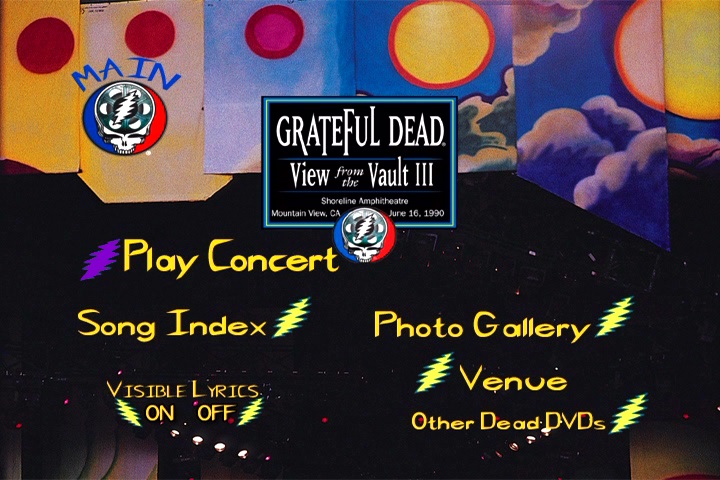 MAIN
GRATEFUL DEAD®
View from the Vault III
Shoreline Amphitheatre
Mountain View, CA June 16, 1990
Play Concert
Song Index
Photo Gallery
Venue
VISIBLE LYRICS
ON OFF
Other Dead DVDs